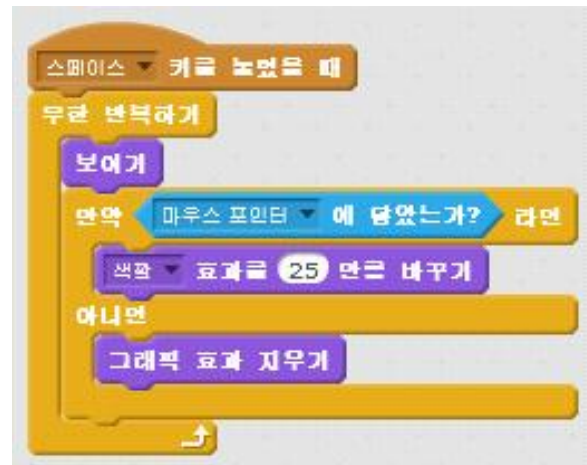 스페이스 키를 눌렀을 때
무한 반복하기
보이기
만약 마우스 포인터 에 닿았는가? 라면
색깔 효과를 25 만큼 바꾸기
아니면
그래픽 효과 지우기